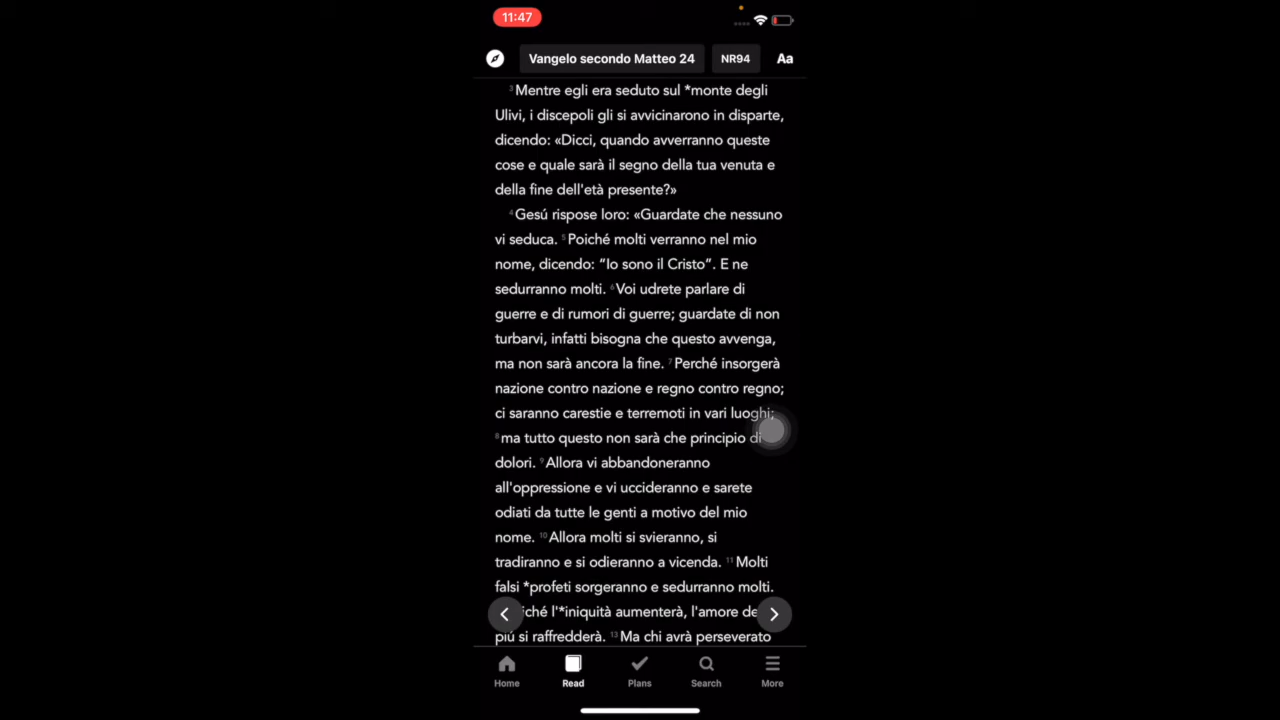 11:47
Vangelo secondo Matteo 24 NR94 Aa
3 Mentre egli era seduto sul *monte degli
Ulivi, i discepoli gli si avvicinarono in disparte,
dicendo: «Dicci, quando avverranno queste
cose e quale sarà il segno della tua venuta e
della fine dell'età presente?»
4 Gesú rispose loro: «Guardate che nessuno
vi seduca. 5 Poiché molti verranno nel mio
nome, dicendo: “Io sono il Cristo”. E ne
sedurranno molti. 6 Voi udrete parlare di
guerre e di rumori di guerre; guardate di non
turbarvi, infatti bisogna che questo avvenga,
ma non sarà ancora la fine. 7 Perché insorgerà
nazione contro nazione e regno contro regno;
ci saranno carestie e terremoti in vari luoghi;
8 ma tutto questo non sarà che principio di
dolori. 9 Allora vi abbandoneranno
all'oppressione e vi uccideranno e sarete
odiati da tutte le genti a motivo del mio
nome. 10 Allora molti si svieranno, si
tradiranno e si odieranno a vicenda. 11 Molti
falsi *profeti sorgeranno e sedurranno molti.
iché l'*iniquità aumenterà, l'amore de
piú si raffredderà. 13 Ma chi avrà perseverato
Home Read Plans Search More